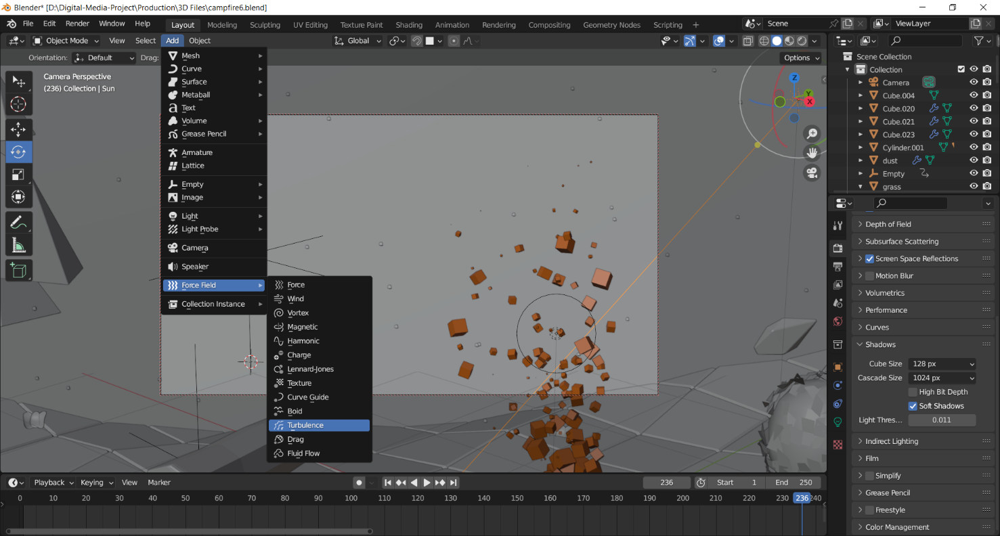 Blender* [D:\Digital-Media-Project\Production\3D Files\campfire6.blend]
File Edit Render Window Help Layout Modeling Sculpting UV Editing Texture Paint Shading Animation Rendering Compositing Geometry Nodes Scripting + Scene ViewLayer
Object Mode View Select Add Object Global
Orientation: Default Drag: Options
Camera Perspective
(236) Collection | Sun
Mesh
Curve
Surface
Metaball
Text
Volume
Grease Pencil
Armature
Lattice
Empty
Image
Light
Light Probe
Camera
Speaker
Force Field
Collection Instance
Force
Wind
Vortex
Magnetic
Harmonic
Charge
Lennard-Jones
Texture
Curve Guide
Boid
Turbulence
Drag
Fluid Flow
Z
Y
X
Scene Collection
Collection
Camera
Cube.004
Cube.020
Cube.021
Cube.023
Cylinder.001
dust
Empty
grass
Depth of Field
Subsurface Scattering
Screen Space Reflections
Motion Blur
Volumetrics
Performance
Curves
Shadows
Cube Size 128 px
Cascade Size 1024 px
High Bit Depth
Soft Shadows
Light Thres... 0.011
Indirect Lighting
Film
Simplify
Grease Pencil
Freestyle
Color Management
Playback Keying View Marker 236 Start 1 End 250
0 10 20 30 40 50 60 70 80 90 100 110 120 130 140 150 160 170 180 190 200 210 220 230 236 240